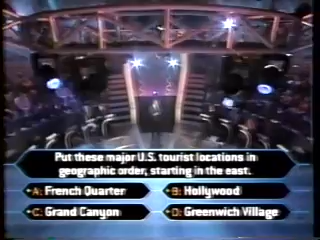 Put these major U.S. tourist locations in
geographic order, starting in the east.
A: French Quarter
B: Hollywood
C: Grand Canyon
D: Greenwich Village